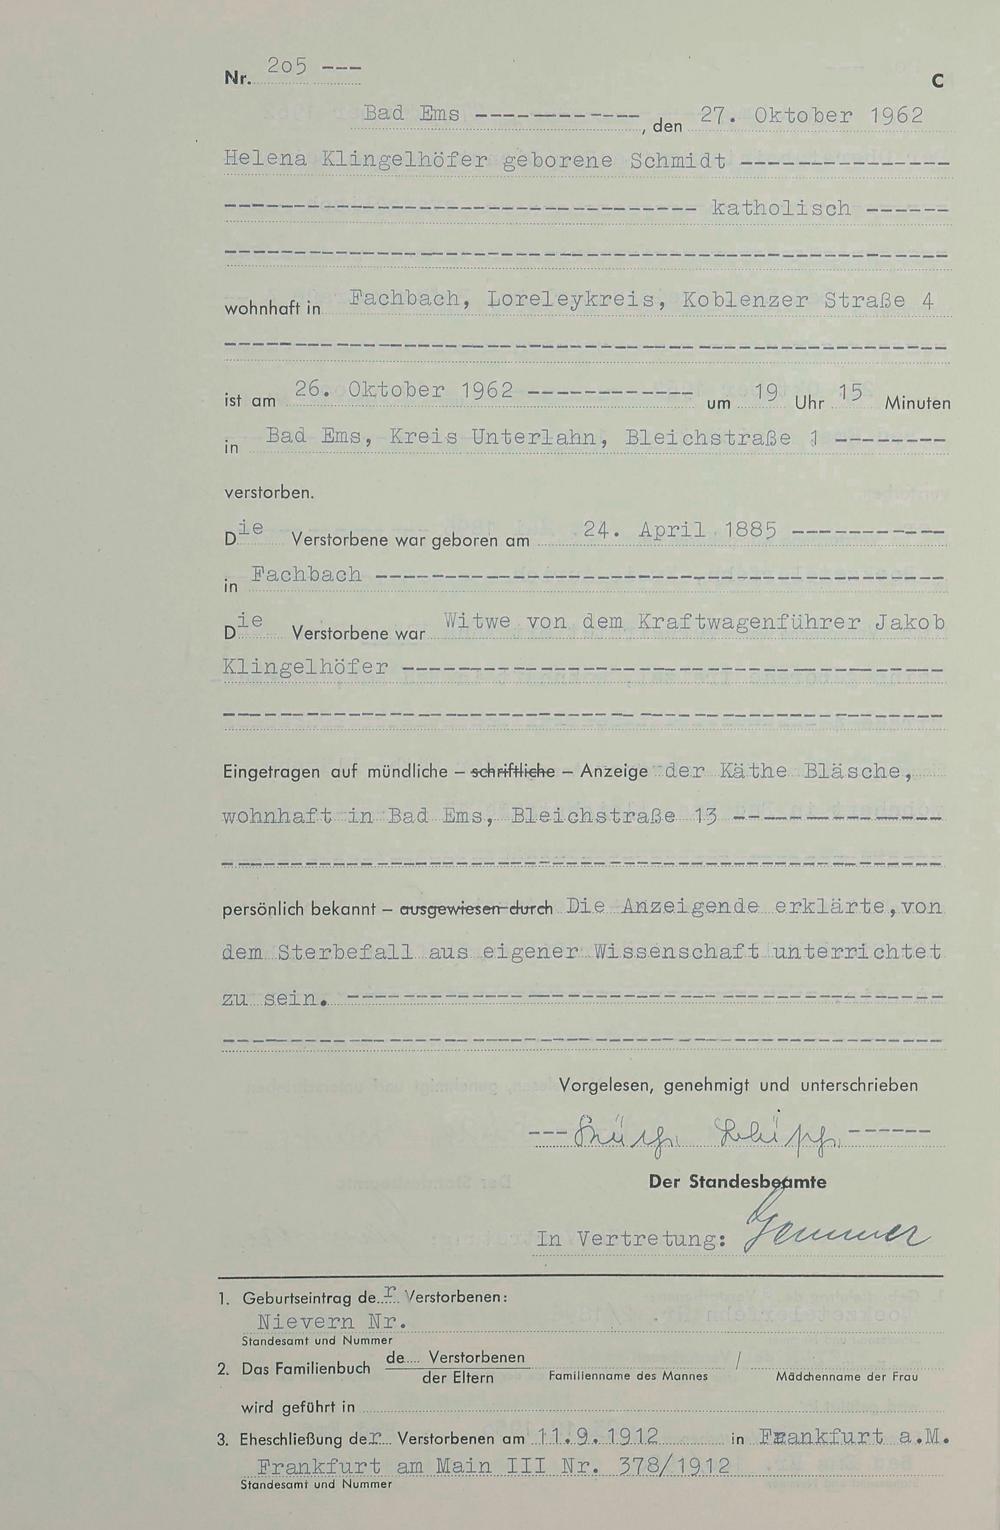 Nr. 205 ---
C
Bad Ems ------------, den 27. Oktober 1962
Helena Klingelhöfer geborene Schmidt ---------------
---------------------------------- katholisch ------
----------------------------------------------------
wohnhaft in Fachbach, Loreleykreis, Koblenzer Straße 4
----------------------------------------------------
ist am 26. Oktober 1962 ------------ um 19 Uhr 15 Minuten
in Bad Ems, Kreis Unterlahn, Bleichstraße 1 --------
verstorben.
Die Verstorbene war geboren am 24. April 1885 -----------
in Fachbach -----------------------------------------
Die Verstorbene war Witwe von dem Kraftwagenführer Jakob
Klingelhöfer ---------------------------------------
----------------------------------------------------
Eingetragen auf mündliche – schriftliche – Anzeige der Käthe Bläsche,
wohnhaft in Bad Ems, Bleichstraße 13 ---------------
----------------------------------------------------
persönlich bekannt – ausgewiesen durch Die Anzeigende erklärte, von
dem Sterbefall aus eigener Wissenschaft unterrichtet
zu sein. -------------------------------------------
----------------------------------------------------
Vorgelesen, genehmigt und unterschrieben
--- ------
Der Standesbeamte
In Vertretung: Gemmer
1. Geburtseintrag der Verstorbenen:
Nievern Nr.
Standesamt und Nummer
2. Das Familienbuch de.... Verstorbenen /
der Eltern Familienname des Mannes Mädchenname der Frau
wird geführt in
3. Eheschließung der Verstorbenen am 11.9.1912 in Frankfurt a.M.
Frankfurt am Main III Nr. 378/1912
Standesamt und Nummer